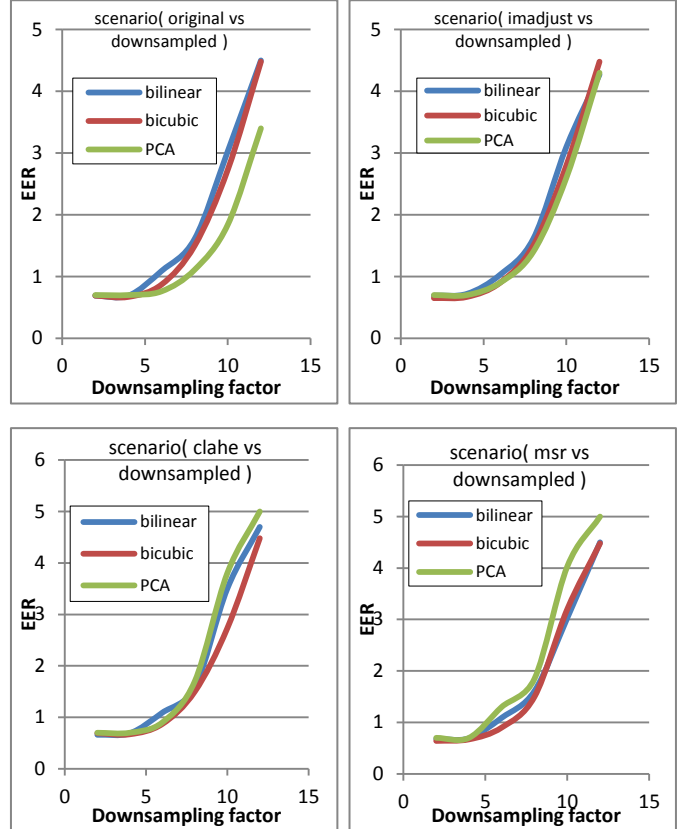 scenario( original vs
downsampled )
5
4
3
2
1
0
EER
bilinear
bicubic
PCA
0 5 10 15
Downsampling factor
scenario( imadjust vs
downsampled )
5
4
3
2
1
0
EER
bilinear
bicubic
PCA
0 5 10 15
Downsampling factor
scenario( clahe vs
downsampled )
6
5
4
3
2
1
0
EER
bilinear
bicubic
PCA
0 5 10 15
Downsampling factor
scenario( msr vs
downsampled )
6
5
4
3
2
1
0
EER
bilinear
bicubic
PCA
0 5 10 15
Downsampling factor